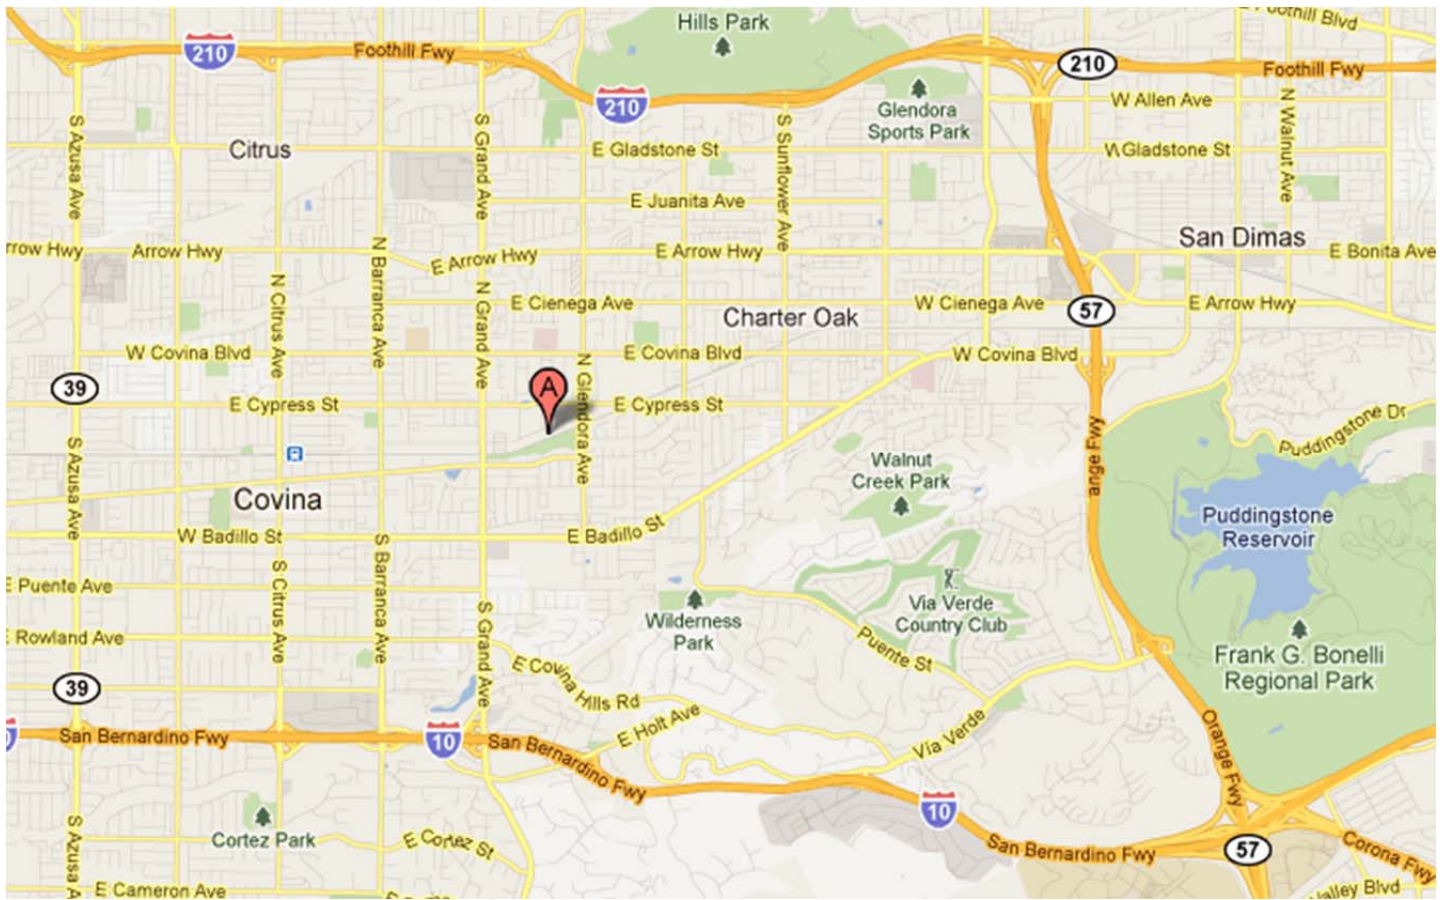 Hills Park
Foothill Blvd
210
Foothill Fwy
210
Foothill Fwy
210
W Allen Ave
Glendora
Sports Park
S Azusa Ave
S Grand Ave
S Sunflower Ave
N Walnut Ave
Citrus
E Gladstone St
Gladstone St
E Juanita Ave
San Dimas
rrow Hwy
Arrow Hwy
E Arrow Hwy
E Arrow Hwy
E Bonita Ave
N Barranca Ave
N Citrus Ave
N Grand Ave
E Cienega Ave
W Cienega Ave
E Arrow Hwy
57
Charter Oak
W Covina Blvd
E Covina Blvd
W Covina Blvd
39
A
N Glendora Ave
E Cypress St
E Cypress St
Puddingstone Dr
ange Fwy
S Azusa Ave
Walnut
Creek Park
Covina
Puddingstone
Reservoir
W Badillo St
E Badillo St
S Barranca Ave
S Citrus Ave
E Puente Ave
Wilderness
Park
Via Verde
Country Club
S Grand Ave
E Rowland Ave
Puente St
Frank G. Bonelli
Regional Park
E Covina Hills Rd
39
E Holt Ave
Via Verde
Orange Fwy
San Bernardino Fwy
10
San Bernardino Fwy
10
Cortez Park
E Cortez St
San Bernardino Fwy
57
Corona Fwy
S Azusa A
E Cameron Ave
Valley Blvd